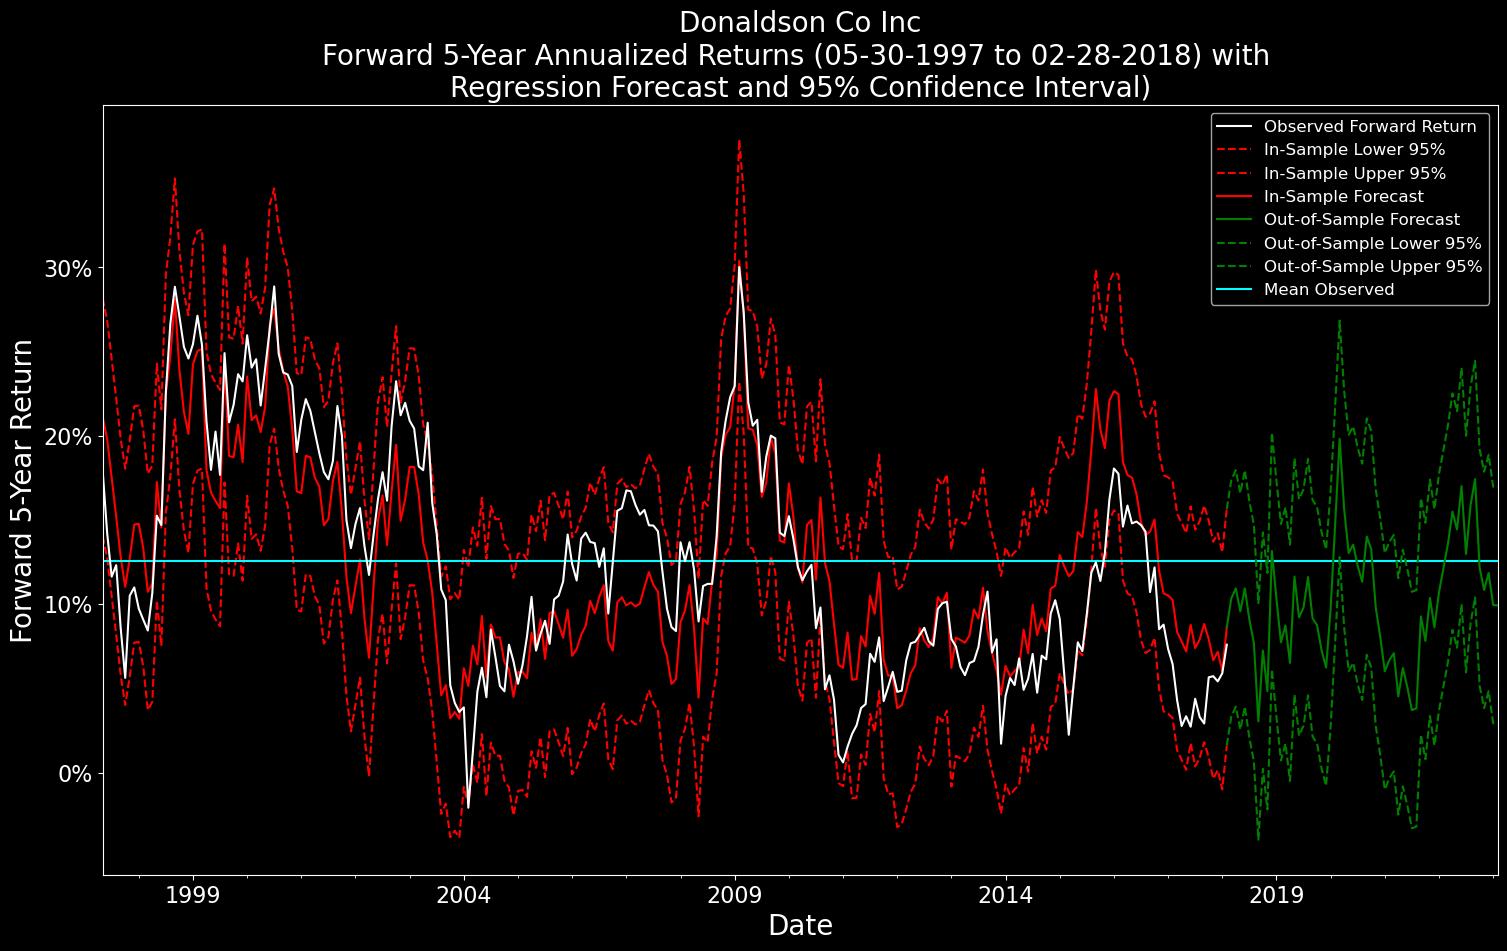 Donaldson Co Inc
Forward 5-Year Annualized Returns (05-30-1997 to 02-28-2018) with
Regression Forecast and 95% Confidence Interval)
Observed Forward Return
In-Sample Lower 95%
In-Sample Upper 95%
In-Sample Forecast
Out-of-Sample Forecast
Out-of-Sample Lower 95%
Out-of-Sample Upper 95%
Mean Observed
Forward 5-Year Return
30%
20%
10%
0%
1999
2004
2009
2014
2019
Date